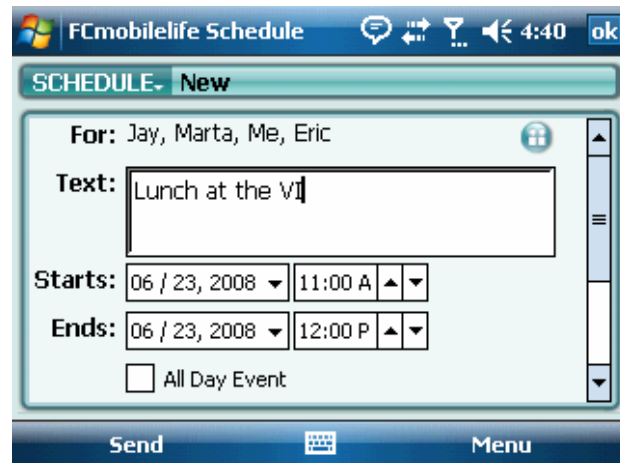 FCmobilelife Schedule 4:40 ok
SCHEDULE New
For: Jay, Marta, Me, Eric
Text: Lunch at the VI
Starts: 06 / 23, 2008 11:00 A
Ends: 06 / 23, 2008 12:00 P
All Day Event
Send Menu